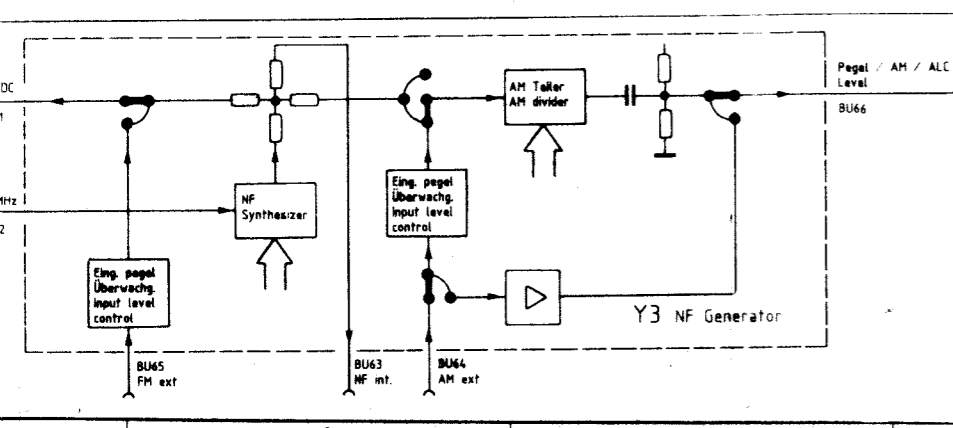 DC
Pegel / AM / ALC
Level
BU66
AM Teiler
AM divider
MHz
2
NF
Synthesizer
Eing. pegel
Überwachg.
input level
control
Eing. pegel
Überwachg.
input level
control
Y3 NF Generator
BU65
FM ext
BU63
NF int.
BU64
AM ext